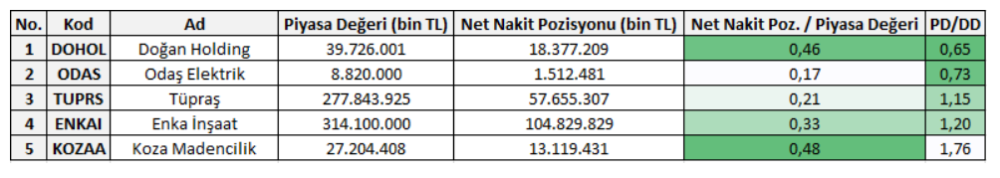 No. Kod Ad Piyasa Değeri (bin TL) Net Nakit Pozisyonu (bin TL) Net Nakit Poz. / Piyasa Değeri PD/DD
1 DOHOL Doğan Holding 39.726.001 18.377.209 0,46 0,65
2 ODAS Odaş Elektrik 8.820.000 1.512.481 0,17 0,73
3 TUPRS Tüpraş 277.843.925 57.655.307 0,21 1,15
4 ENKAI Enka İnşaat 314.100.000 104.829.829 0,33 1,20
5 KOZAA Koza Madencilik 27.204.408 13.119.431 0,48 1,76